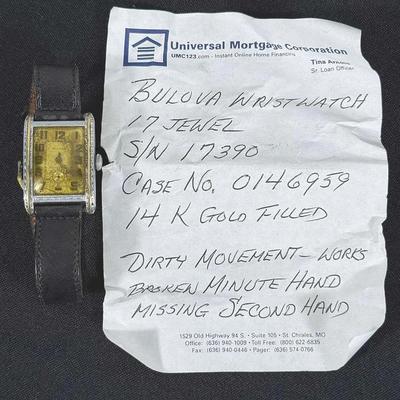 Universal Mortgage Corporation
UMC123.com - Instant Online Home Financing
Tina
Sr. Loan Officer
BULOVA WRISTWATCH
17 JEWEL
S/N 17390
CASE NO. 0146959
14 K GOLD FILLED
DIRTY MOVEMENT - WORKS
BROKEN MINUTE HAND
MISSING SECOND HAND
1529 Old Highway 94 S. • Suite 105 • St. Chrales, MO
Office: (636) 940-1009 • Toll Free: (800) 622-6835
Fax: (636) 940-0446 • Pager: (636) 574-0766